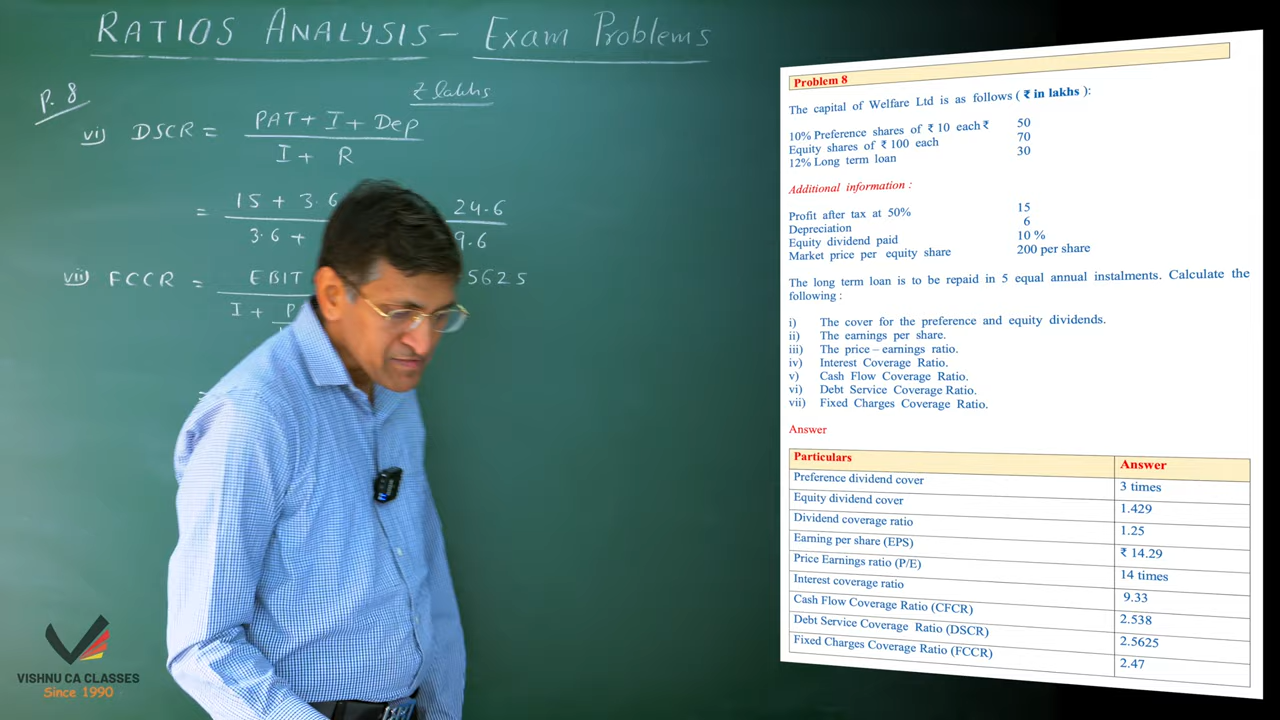 RATIOS ANALYSIS – Exam Problems
P. 8
₹ lakhs
vi) DSCR = PAT + I + Dep
I + R
= 15 + 3.6 24.6
3.6 + 9.6
vii) FCCR = EBIT 5625
I + P
=
VISHNU CA CLASSES
Since 1990
Problem 8
The capital of Welfare Ltd is as follows ( ₹ in lakhs ):
10% Preference shares of ₹ 10 each ₹ 50
Equity shares of ₹ 100 each 70
12% Long term loan 30
Additional information :
Profit after tax at 50% 15
Depreciation 6
Equity dividend paid 10 %
Market price per equity share 200 per share
The long term loan is to be repaid in 5 equal annual instalments. Calculate the
following :
i) The cover for the preference and equity dividends.
ii) The earnings per share.
iii) The price – earnings ratio.
iv) Interest Coverage Ratio.
v) Cash Flow Coverage Ratio.
vi) Debt Service Coverage Ratio.
vii) Fixed Charges Coverage Ratio.
Answer
Particulars Answer
Preference dividend cover 3 times
Equity dividend cover 1.429
Dividend coverage ratio 1.25
Earning per share (EPS) ₹ 14.29
Price Earnings ratio (P/E) 14 times
Interest coverage ratio 9.33
Cash Flow Coverage Ratio (CFCR) 2.538
Debt Service Coverage Ratio (DSCR) 2.5625
Fixed Charges Coverage Ratio (FCCR) 2.47